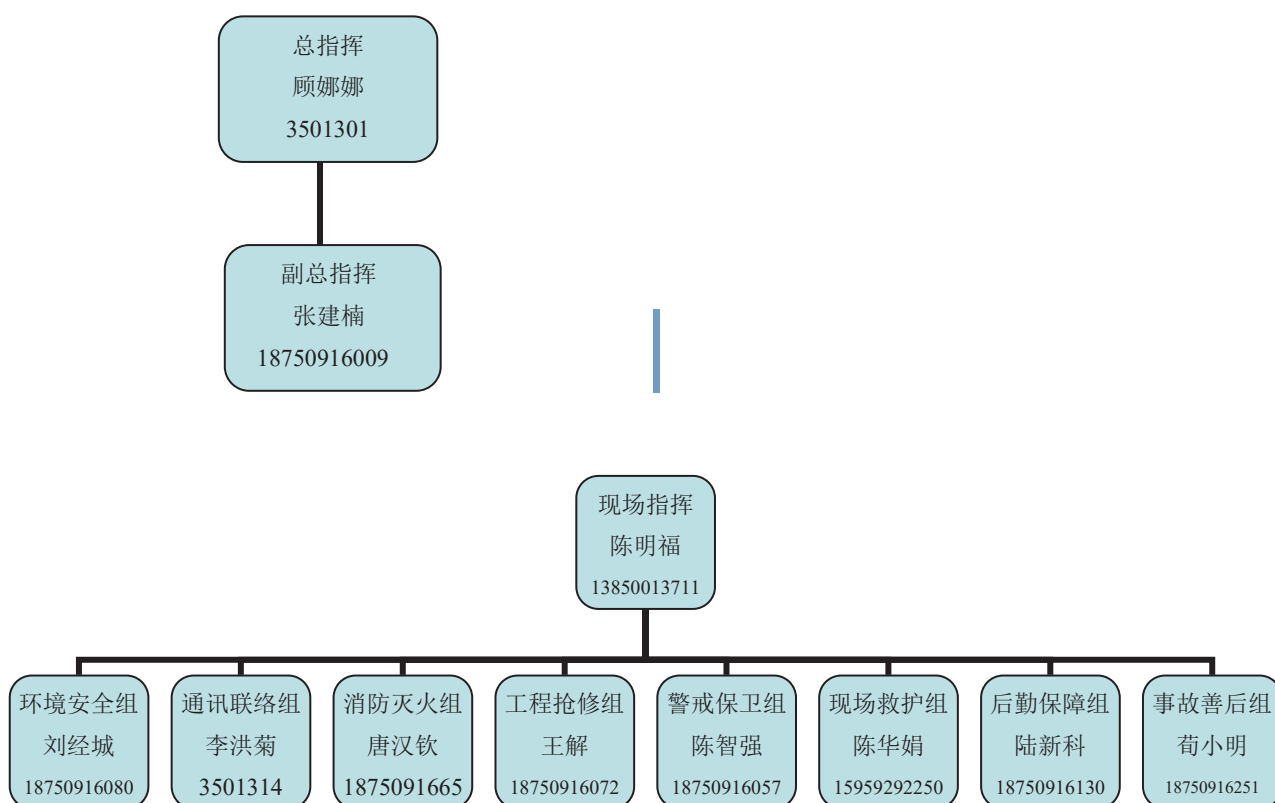 总指挥
顾娜娜
3501301
副总指挥
张建楠
18750916009
现场指挥
陈明福
13850013711
环境安全组
刘经城
18750916080
通讯联络组
李洪菊
3501314
消防灭火组
唐汉钦
1875091665
工程抢修组
王解
18750916072
警戒保卫组
陈智强
18750916057
现场救护组
陈华娟
15959292250
后勤保障组
陆新科
18750916130
事故善后组
荀小明
18750916251